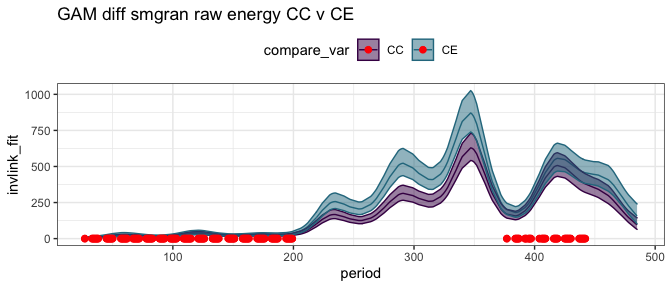 GAM diff smgran raw energy CC v CE
compare_var CC CE
invlink_fit
1000
750
500
250
0
100 200 300 400 500
period